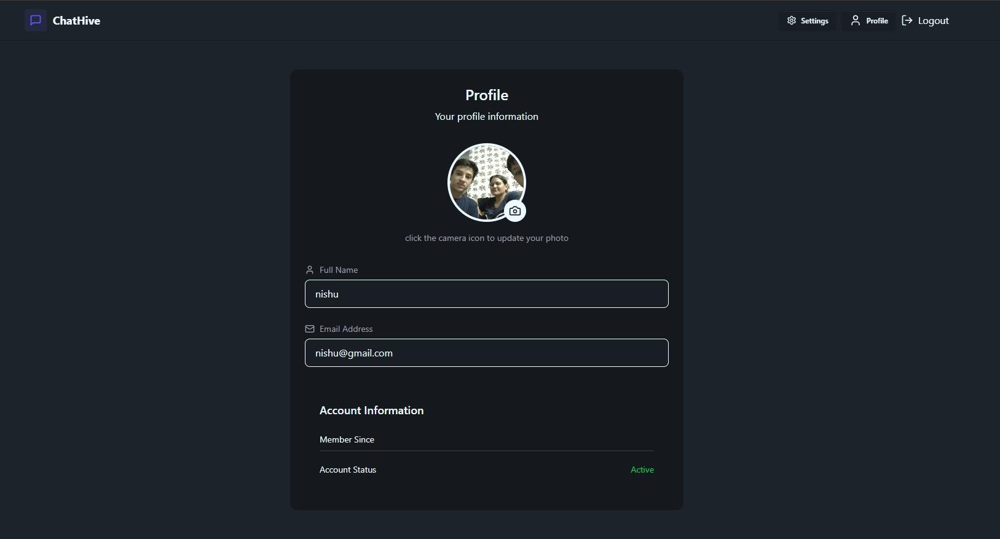 ChatHive
Settings Profile Logout
Profile
Your profile information
click the camera icon to update your photo
Full Name
nishu
Email Address
nishu@gmail.com
Account Information
Member Since
Account Status Active